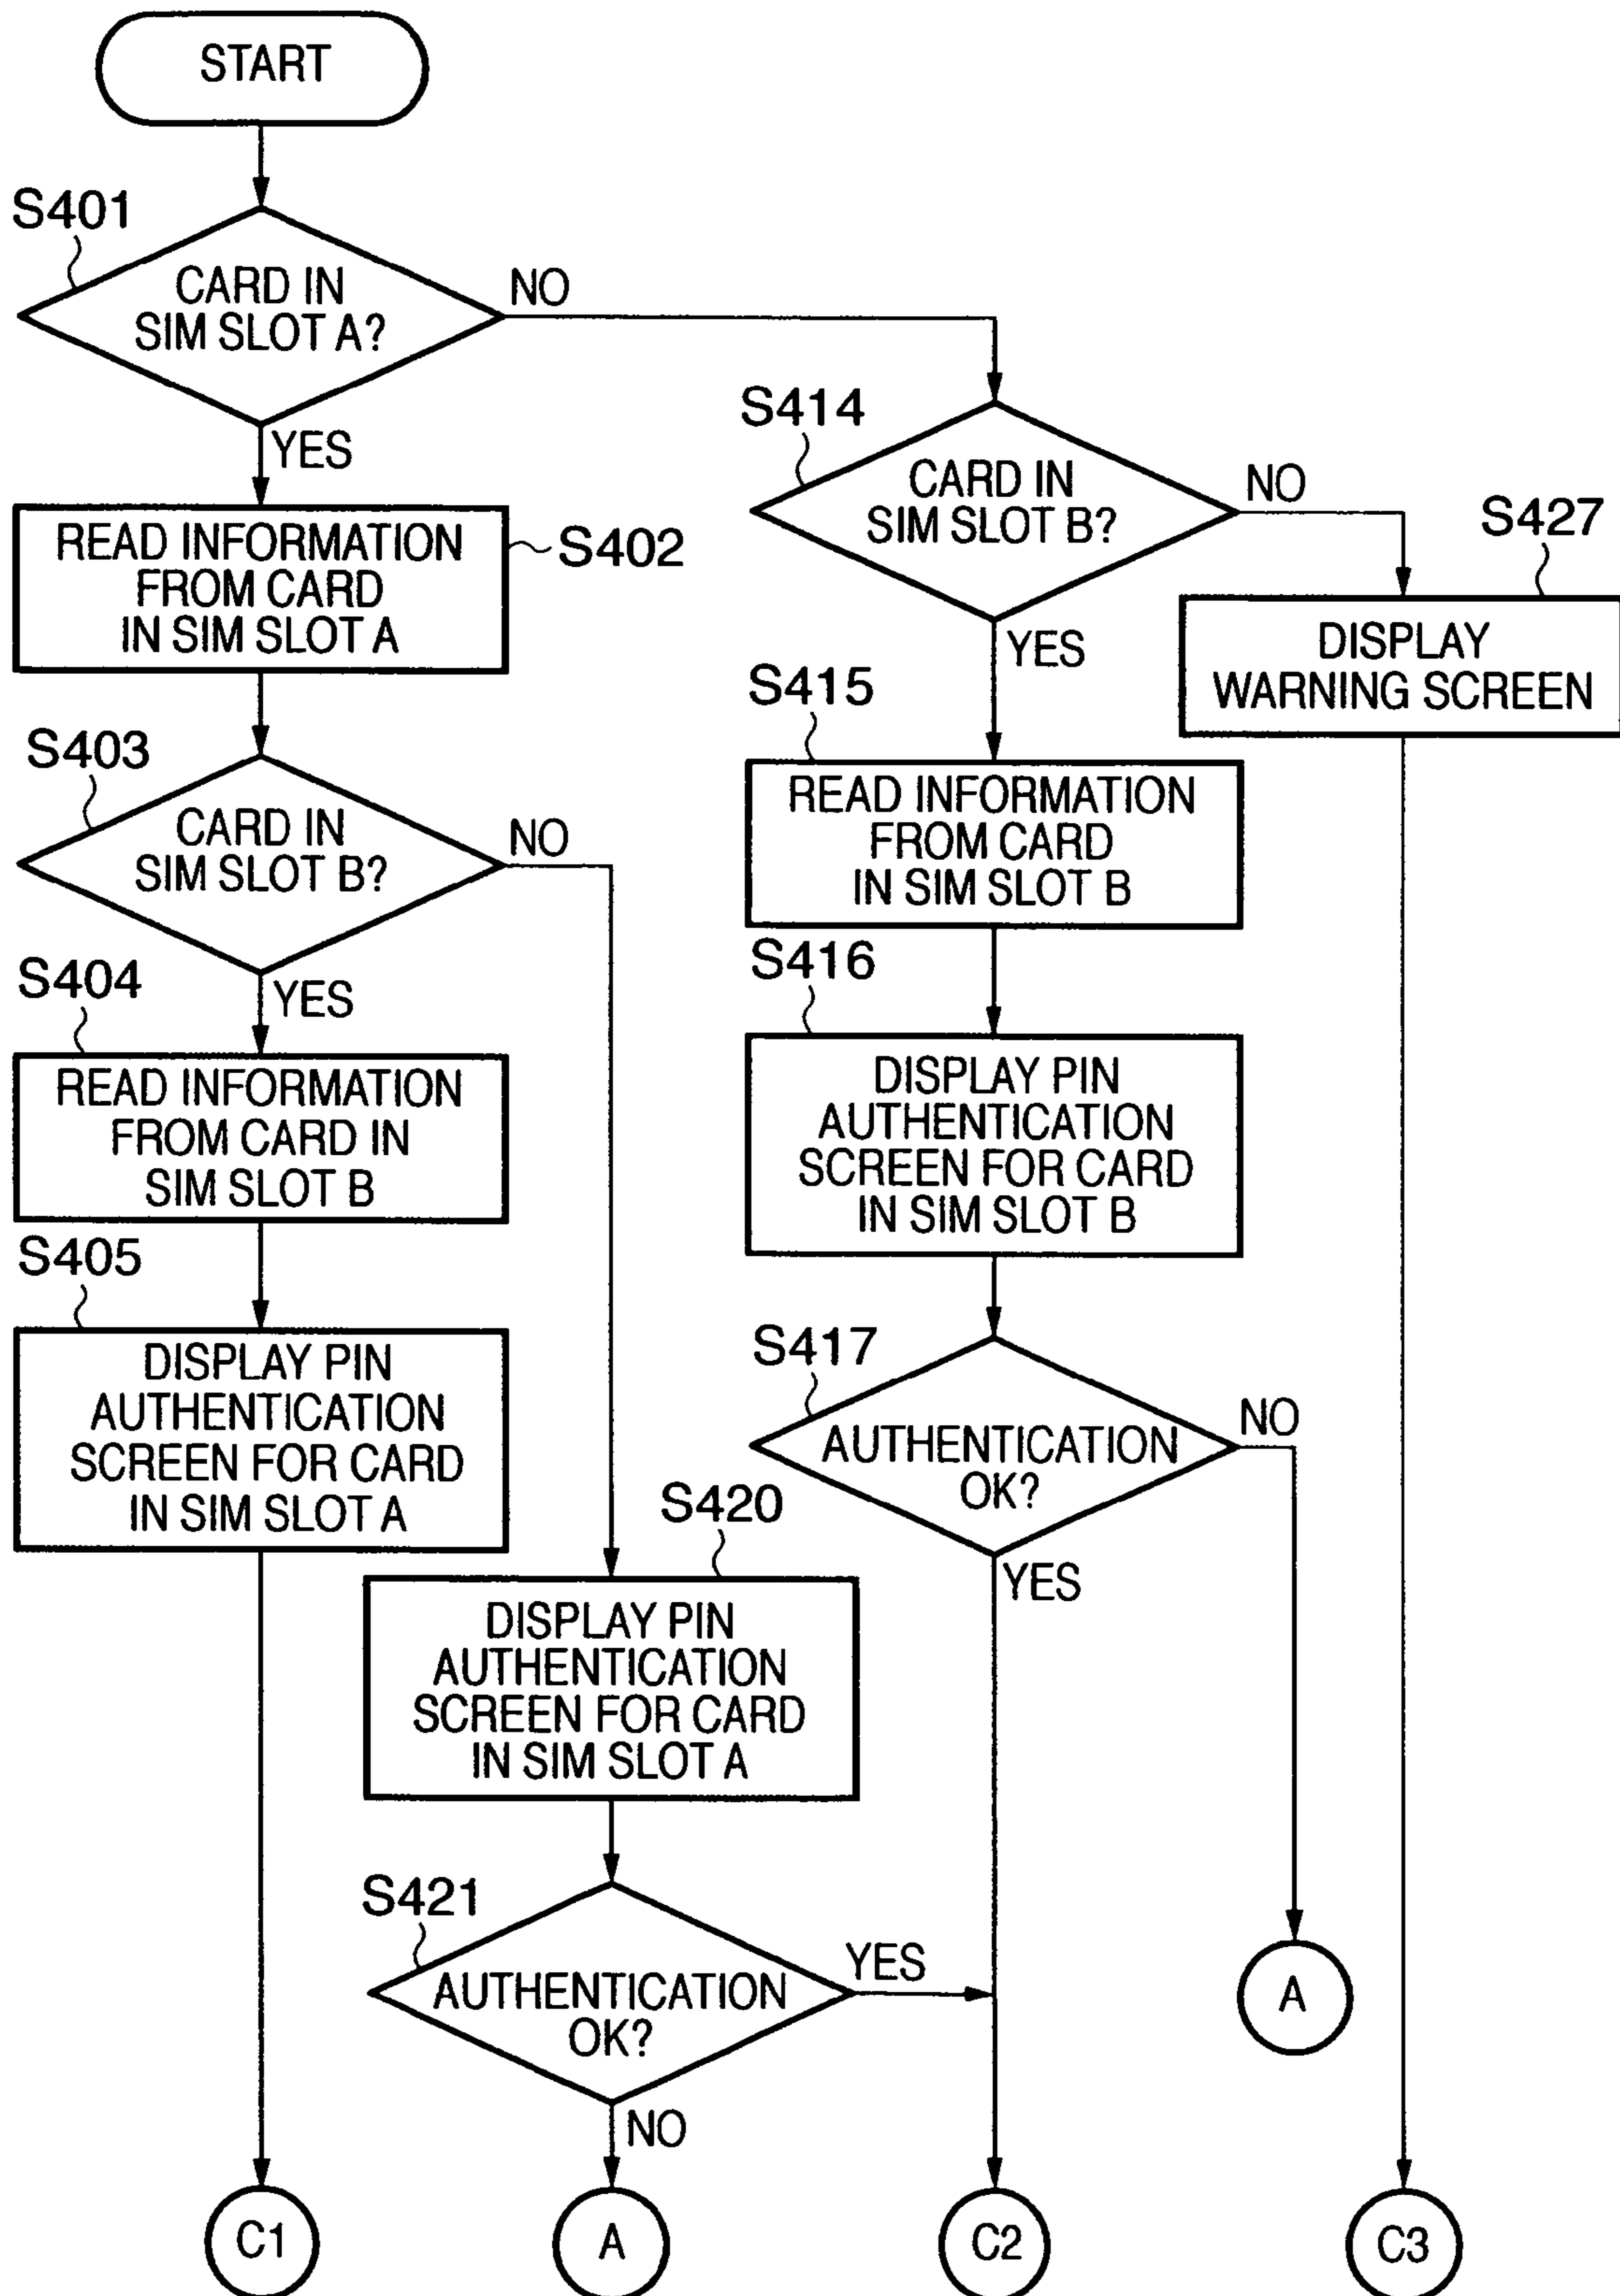 START
S401
CARD IN
SIM SLOT A?
NO
YES
S414
CARD IN
SIM SLOT B?
NO
YES
S427
DISPLAY
WARNING SCREEN
READ INFORMATION
FROM CARD
IN SIM SLOT A
S402
S403
CARD IN
SIM SLOT B?
NO
YES
S415
READ INFORMATION
FROM CARD
IN SIM SLOT B
S404
READ INFORMATION
FROM CARD IN
SIM SLOT B
S416
DISPLAY PIN
AUTHENTICATION
SCREEN FOR CARD
IN SIM SLOT B
S405
DISPLAY PIN
AUTHENTICATION
SCREEN FOR CARD
IN SIM SLOT A
S417
AUTHENTICATION
OK?
NO
YES
S420
DISPLAY PIN
AUTHENTICATION
SCREEN FOR CARD
IN SIM SLOT A
S421
AUTHENTICATION
OK?
YES
NO
A
C1
A
C2
C3